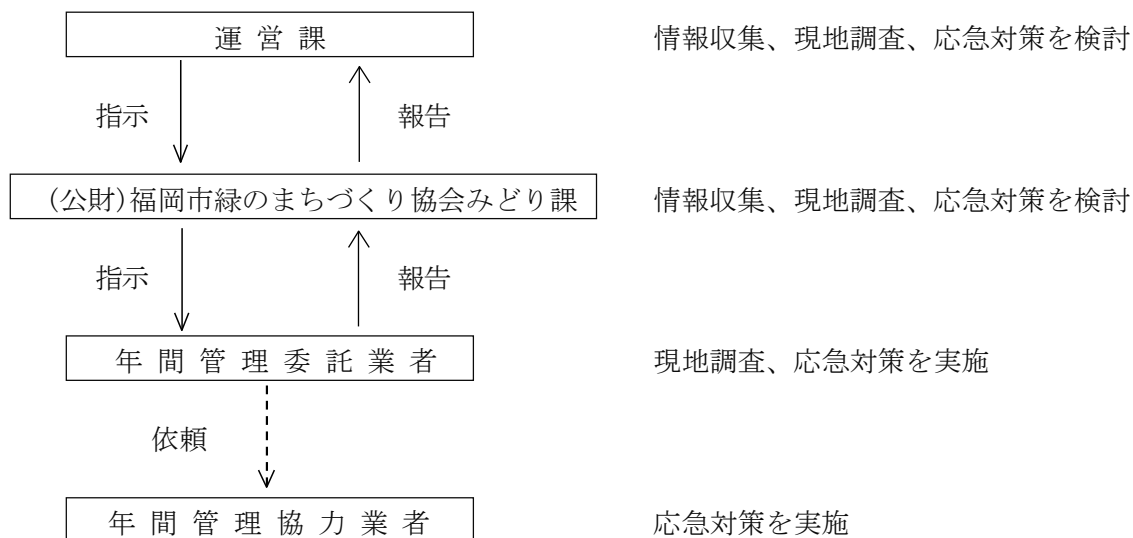 運営課 情報収集、現地調査、応急対策を検討
指示 報告
(公財)福岡市緑のまちづくり協会みどり課 情報収集、現地調査、応急対策を検討
指示 報告
年間管理委託業者 現地調査、応急対策を実施
依頼
年間管理協力業者 応急対策を実施